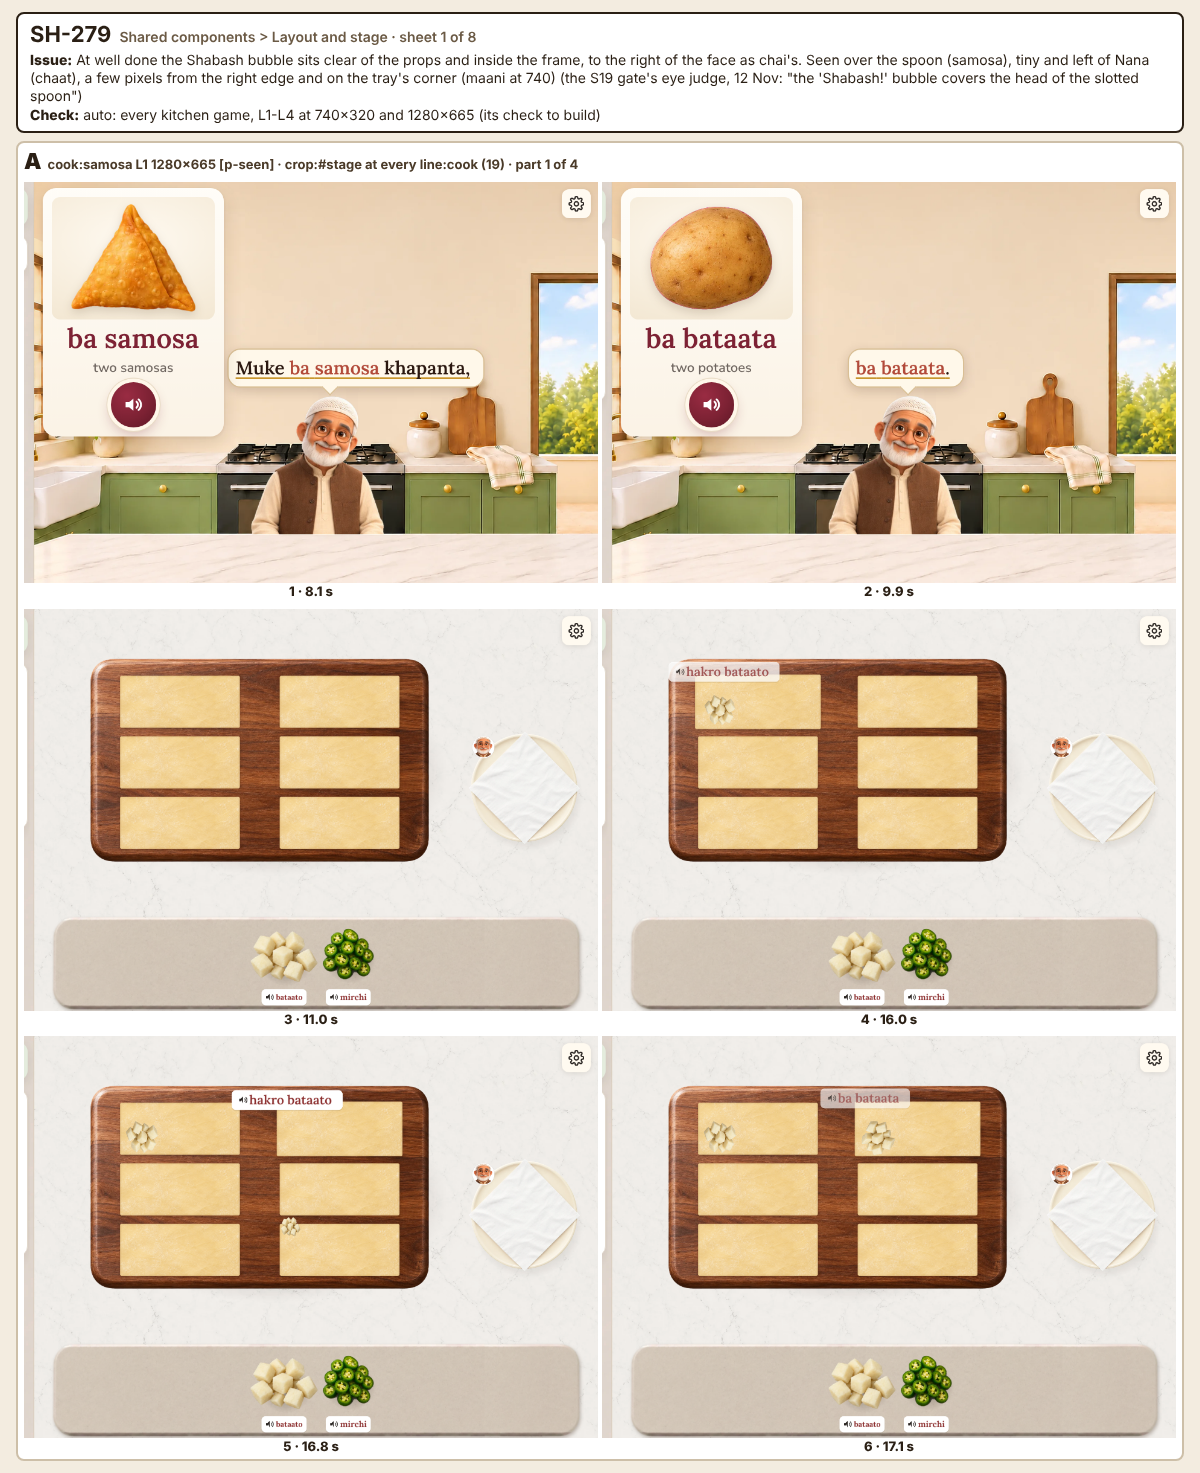 SH-279 Shared components > Layout and stage · sheet 1 of 8
Issue: At well done the Shabash bubble sits clear of the props and inside the frame, to the right of the face as chai's. Seen over the spoon (samosa), tiny and left of Nana
(chaat), a few pixels from the right edge and on the tray's corner (maani at 740) (the S19 gate's eye judge, 12 Nov: "the 'Shabash!' bubble covers the head of the slotted
spoon")
Check: auto: every kitchen game, L1-L4 at 740×320 and 1280×665 (its check to build)
A cook:samosa L1 1280×665 [p-seen] · crop:#stage at every line:cook (19) · part 1 of 4
ba samosa
two samosas
Muke ba samosa khapanta,
1 · 8.1 s
ba bataata
two potatoes
ba bataata.
2 · 9.9 s
bataato
mirchi
3 · 11.0 s
hakro bataato
bataato
mirchi
4 · 16.0 s
hakro bataato
bataato
mirchi
5 · 16.8 s
ba bataata
bataato
mirchi
6 · 17.1 s